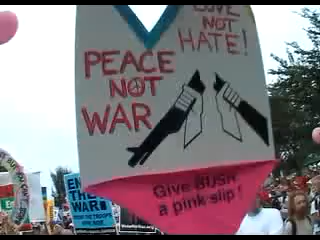 LOVE
NOT
HATE!
PEACE
NOT
WAR
Give BUSH
a pink slip!
END
THE
WAR!